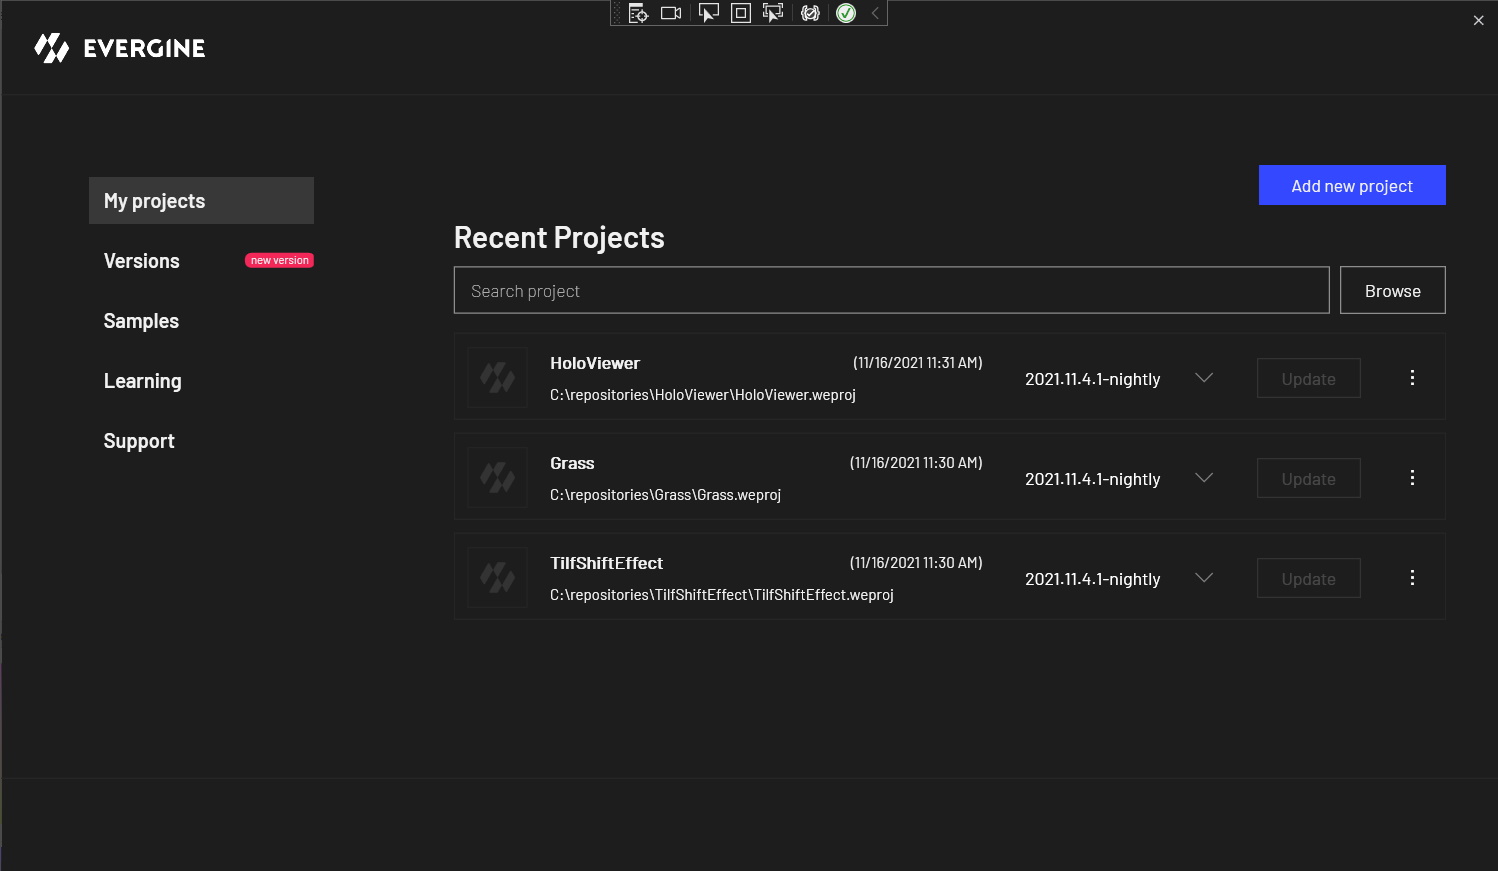 EVERGINE
My projects
Versions
new version
Samples
Learning
Support
Add new project
Recent Projects
Search project
Browse
HoloViewer
(11/16/2021 11:31 AM)
C:\repositories\HoloViewer\HoloViewer.weproj
2021.11.4.1-nightly
Update
Grass
(11/16/2021 11:30 AM)
C:\repositories\Grass\Grass.weproj
2021.11.4.1-nightly
Update
TilfShiftEffect
(11/16/2021 11:30 AM)
C:\repositories\TilfShiftEffect\TilfShiftEffect.weproj
2021.11.4.1-nightly
Update